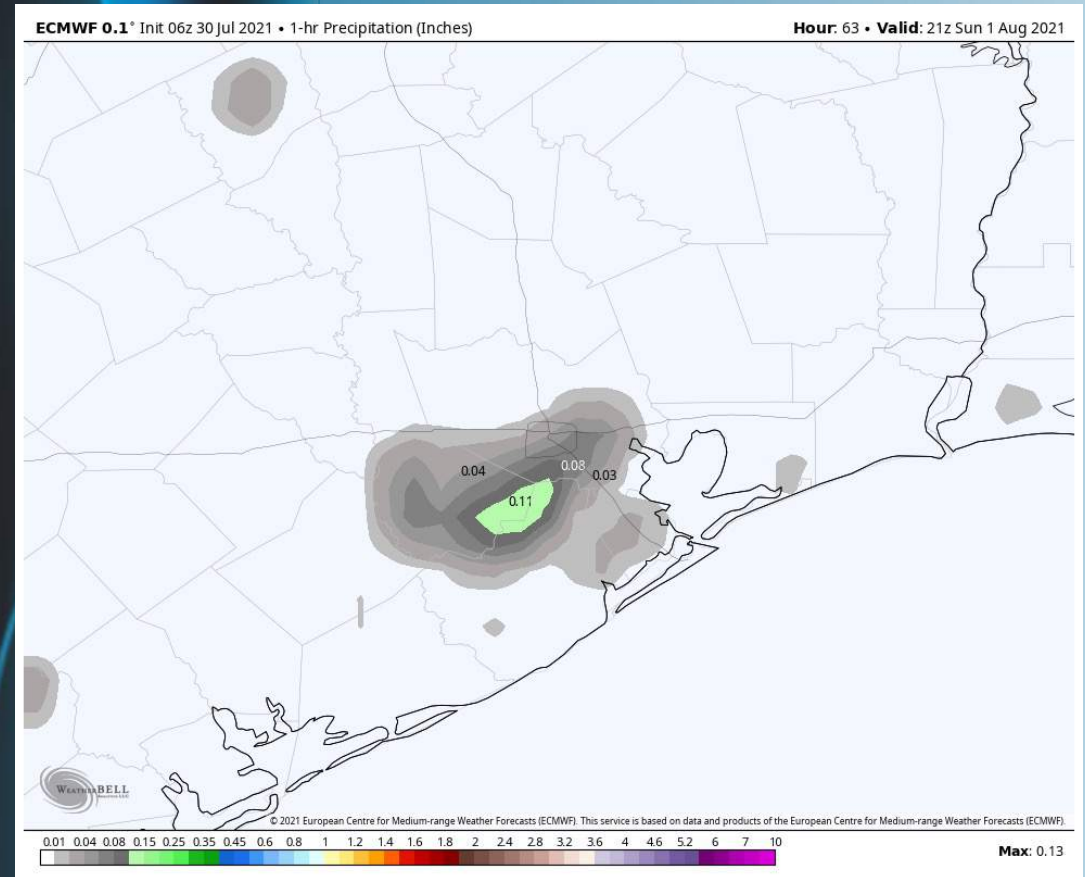 ECMWF 0.1° Init 06z 30 Jul 2021 • 1-hr Precipitation (Inches)
Hour: 63 • Valid: 21z Sun 1 Aug 2021
0.04
0.08
0.03
0.11
WEATHERBELL
© 2021 European Centre for Medium-range Weather Forecasts (ECMWF). This service is based on data and products of the European Centre for Medium-range Weather Forecasts (ECMWF).
0.01 0.04 0.08 0.15 0.25 0.35 0.45 0.6 0.8 1 1.2 1.4 1.6 1.8 2 2.4 2.8 3.2 3.6 4 4.6 5.2 6 7 10
Max: 0.13